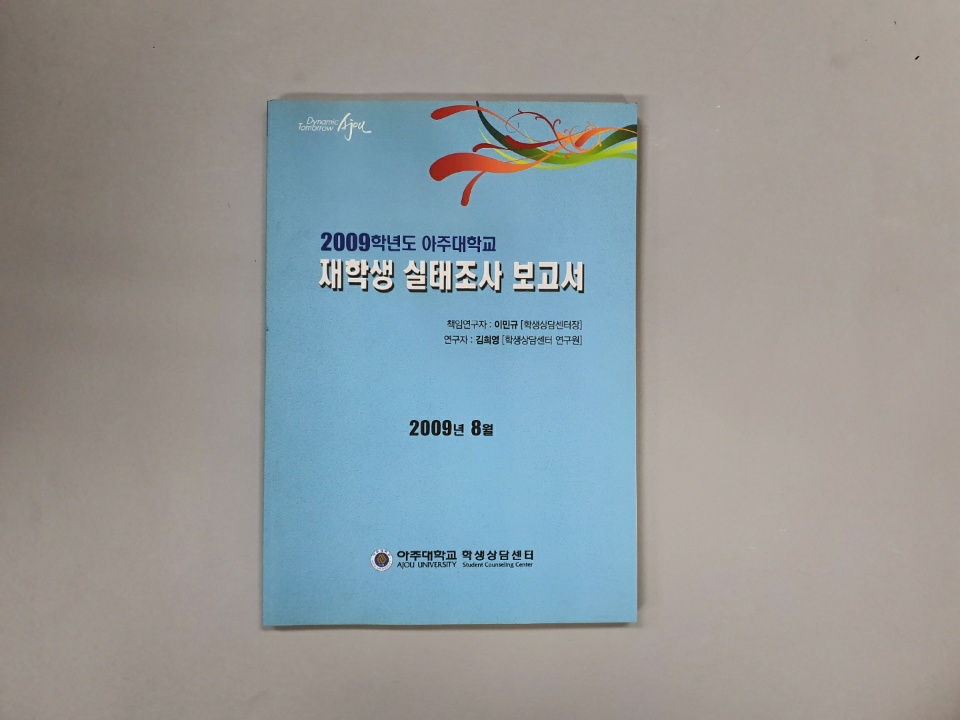 Dynamic
Tomorrow Ajou
2009학년도 아주대학교
재학생 실태조사 보고서
책임연구자 : 이민규 [학생상담센터장]
연구자 : 김희영 [학생상담센터 연구원]
2009년 8월
아주대학교 학생상담센터
AJOU UNIVERSITY Student Counseling Center